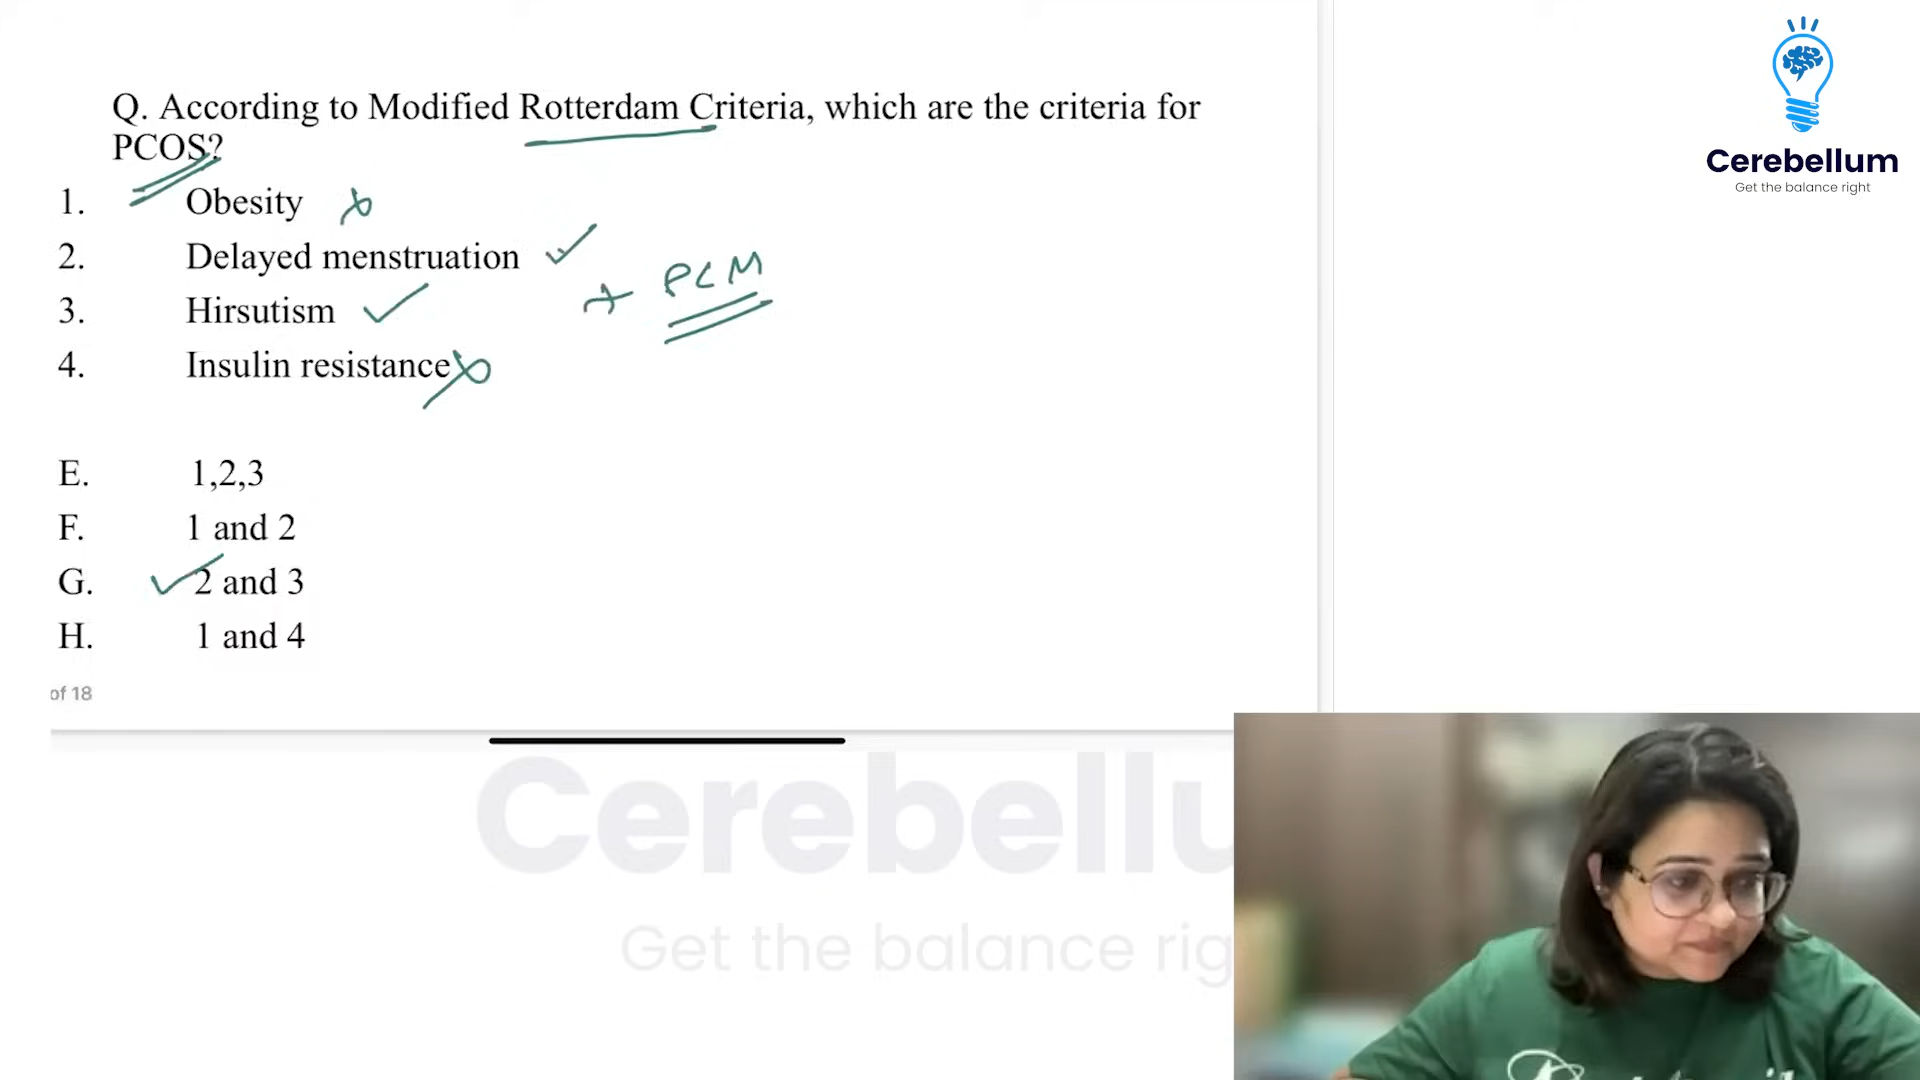 Q. According to Modified Rotterdam Criteria, which are the criteria for
PCOS?
1. Obesity
2. Delayed menstruation
3. Hirsutism
4. Insulin resistance
+ PCM
E. 1,2,3
F. 1 and 2
G. 2 and 3
H. 1 and 4
of 18
Cerebellum
Get the balance right
Cerebellu
Get the balance rig